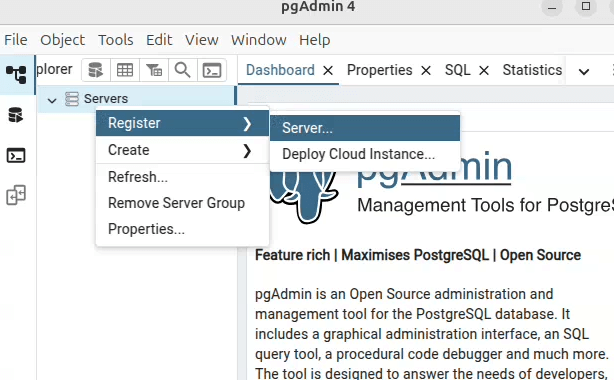 pgAdmin 4
File Object Tools Edit View Window Help
plorer
Dashboard Properties SQL Statistics
Servers
Register
Create
Refresh...
Remove Server Group
Properties...
Server...
Deploy Cloud Instance...
pgAdmin
Management Tools for PostgreS
Feature rich | Maximises PostgreSQL | Open Source
pgAdmin is an Open Source administration and
management tool for the PostgreSQL database. It
includes a graphical administration interface, an SQL
query tool, a procedural code debugger and much more.
The tool is designed to answer the needs of developers,